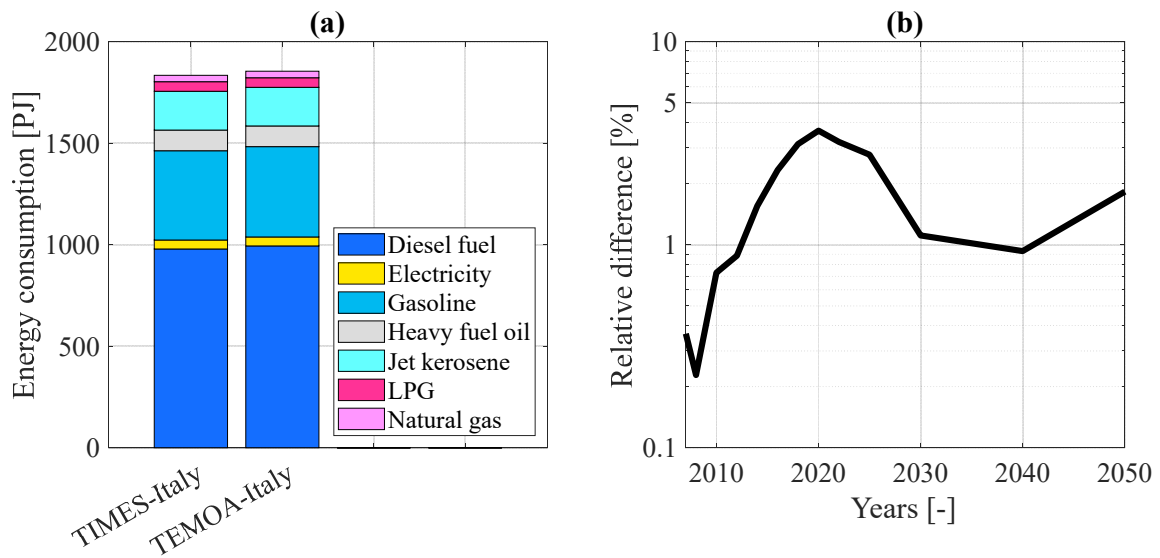 (a)
Energy consumption [PJ]
2000
1500
1000
500
0
TIMES-Italy
TEMOA-Italy
Diesel fuel
Electricity
Gasoline
Heavy fuel oil
Jet kerosene
LPG
Natural gas
(b)
Relative difference [%]
10
5
1
0.1
2010
2020
2030
2040
2050
Years [-]